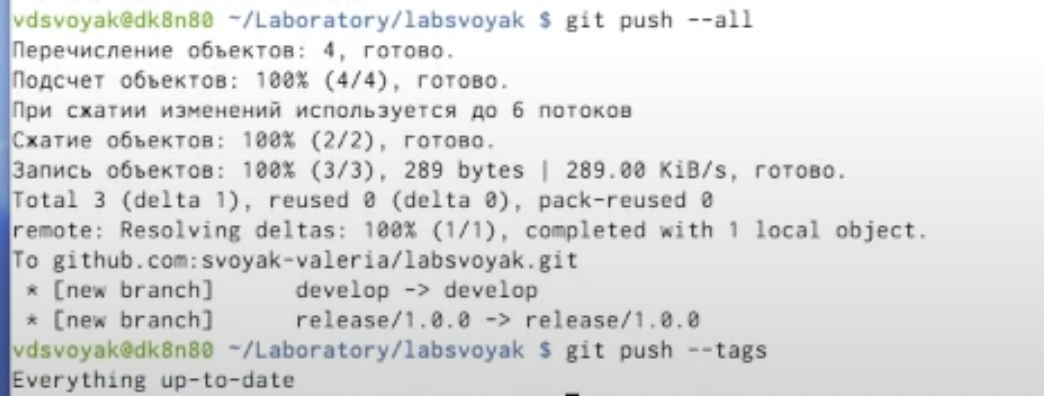 vdsvoyak@dk8n80 ~/Laboratory/labsvoyak $ git push --all
Перечисление объектов: 4, готово.
Подсчет объектов: 100% (4/4), готово.
При сжатии изменений используется до 6 потоков
Сжатие объектов: 100% (2/2), готово.
Запись объектов: 100% (3/3), 289 bytes | 289.00 KiB/s, готово.
Total 3 (delta 1), reused 0 (delta 0), pack-reused 0
remote: Resolving deltas: 100% (1/1), completed with 1 local object.
To github.com:svoyak-valeria/labsvoyak.git
 * [new branch]      develop -> develop
 * [new branch]      release/1.0.0 -> release/1.0.0
vdsvoyak@dk8n80 ~/Laboratory/labsvoyak $ git push --tags
Everything up-to-date